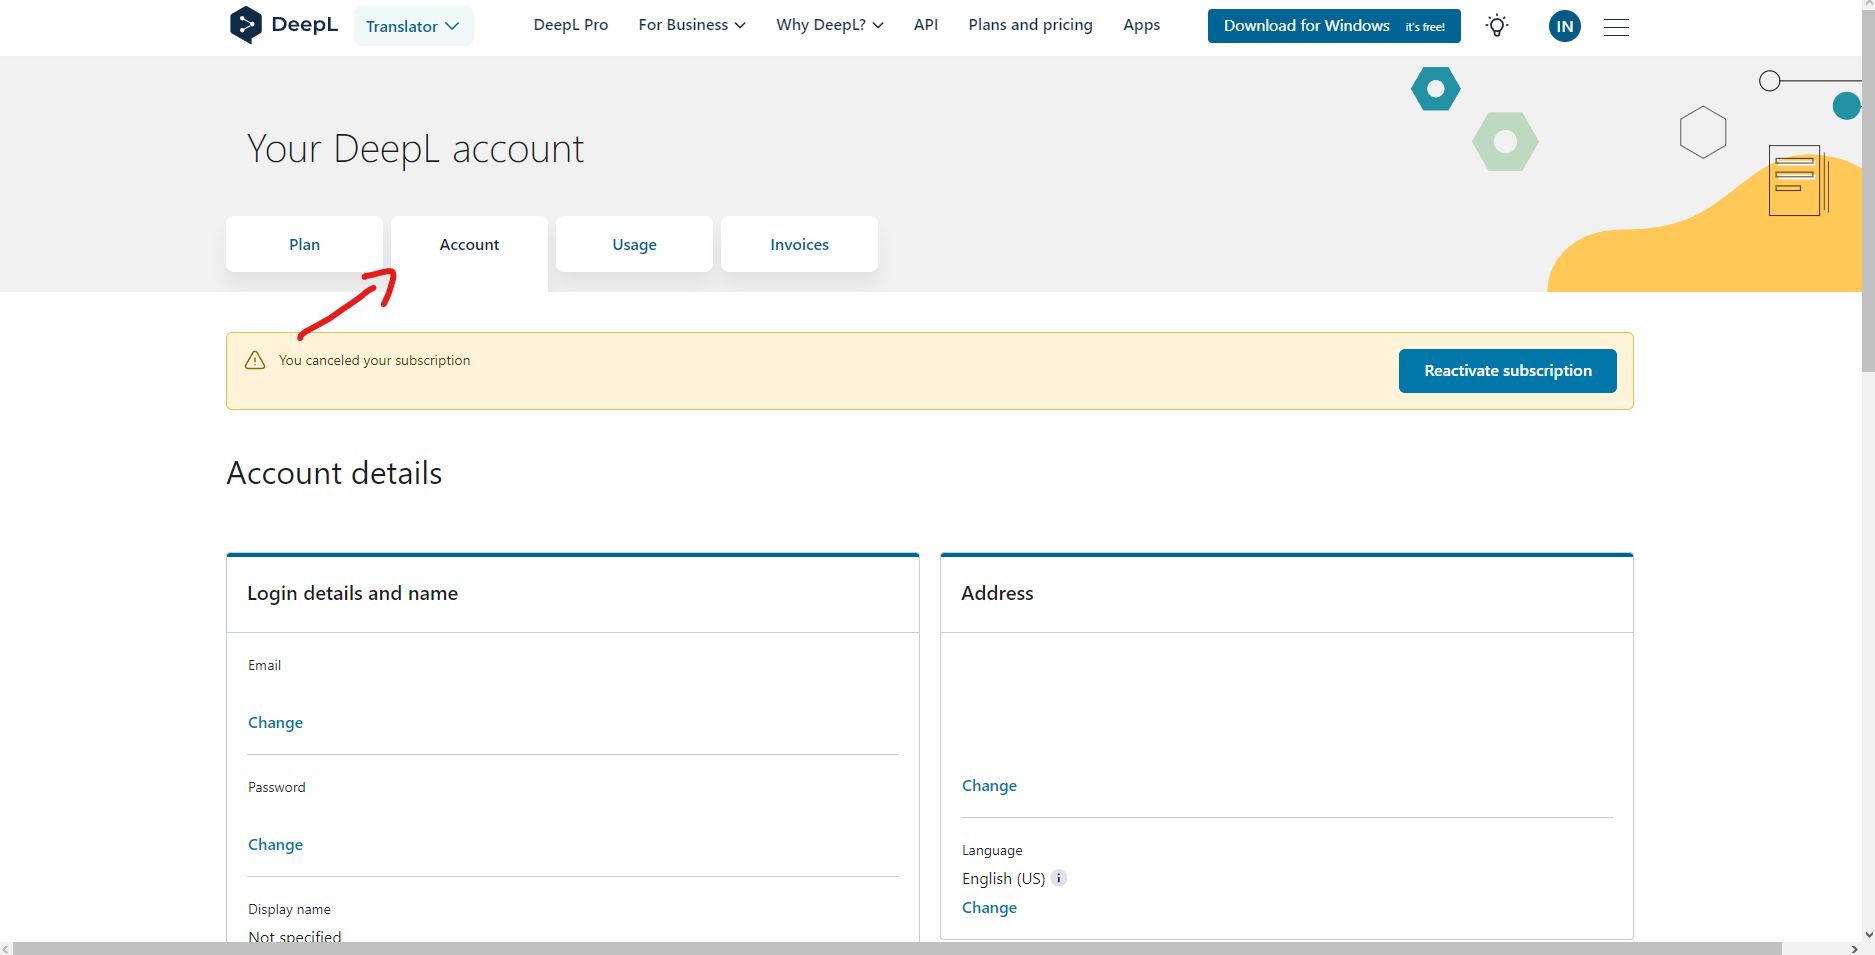 DeepL
Translator
DeepL Pro
For Business
Why DeepL?
API
Plans and pricing
Apps
Download for Windows it's free!
IN
Your DeepL account
Plan
Account
Usage
Invoices
You canceled your subscription
Reactivate subscription
Account details
Login details and name
Email
Change
Password
Change
Display name
Not specified
Address
Change
Language
English (US)
Change